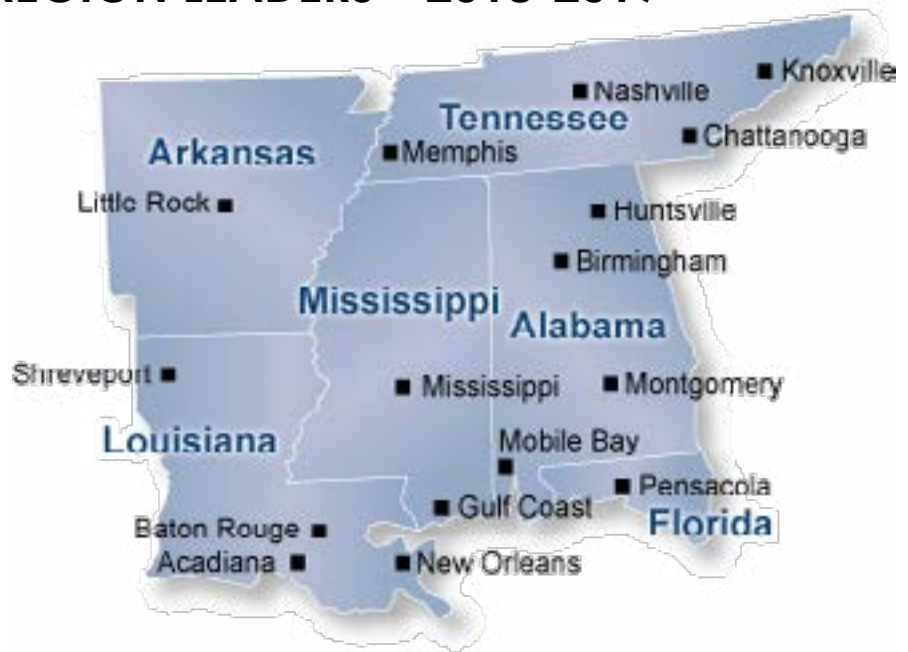 Knoxville
Nashville
Tennessee
Chattanooga
Memphis
Arkansas
Little Rock
Huntsville
Birmingham
Mississippi
Alabama
Shreveport
Mississippi
Montgomery
Louisiana
Mobile Bay
Pensacola
Gulf Coast
Florida
Baton Rouge
Acadiana
New Orleans